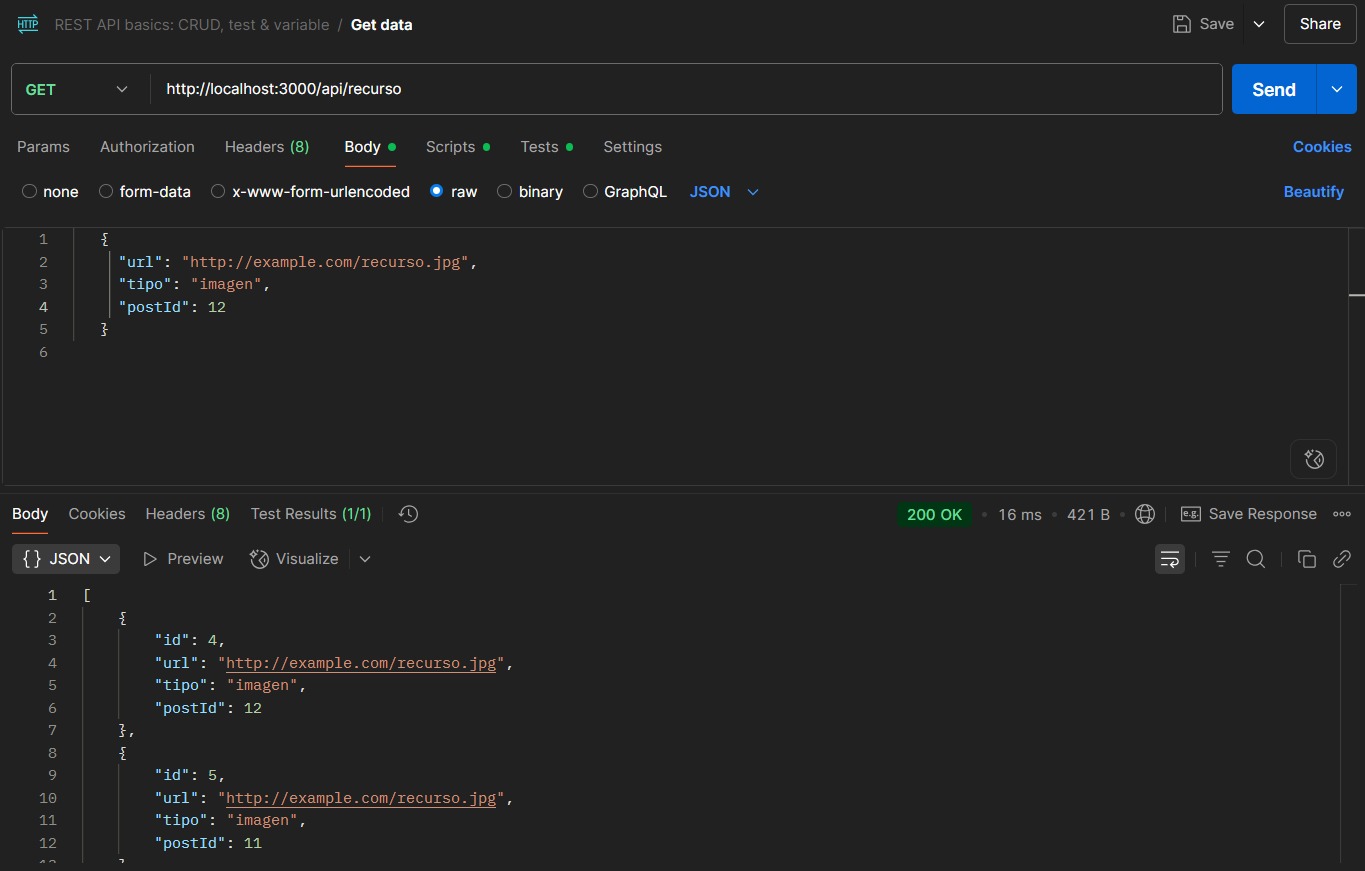 HTTP REST API basics: CRUD, test & variable / Get data Save Share
GET http://localhost:3000/api/recurso Send
Params Authorization Headers (8) Body Scripts Tests Settings Cookies
none form-data x-www-form-urlencoded raw binary GraphQL JSON Beautify
1 {
2 "url": "http://example.com/recurso.jpg",
3 "tipo": "imagen",
4 "postId": 12
5 }
6
Body Cookies Headers (8) Test Results (1/1) 200 OK • 16 ms • 421 B • e.g. Save Response
{} JSON Preview Visualize
1 [
2 {
3 "id": 4,
4 "url": "http://example.com/recurso.jpg",
5 "tipo": "imagen",
6 "postId": 12
7 },
8 {
9 "id": 5,
10 "url": "http://example.com/recurso.jpg",
11 "tipo": "imagen",
12 "postId": 11